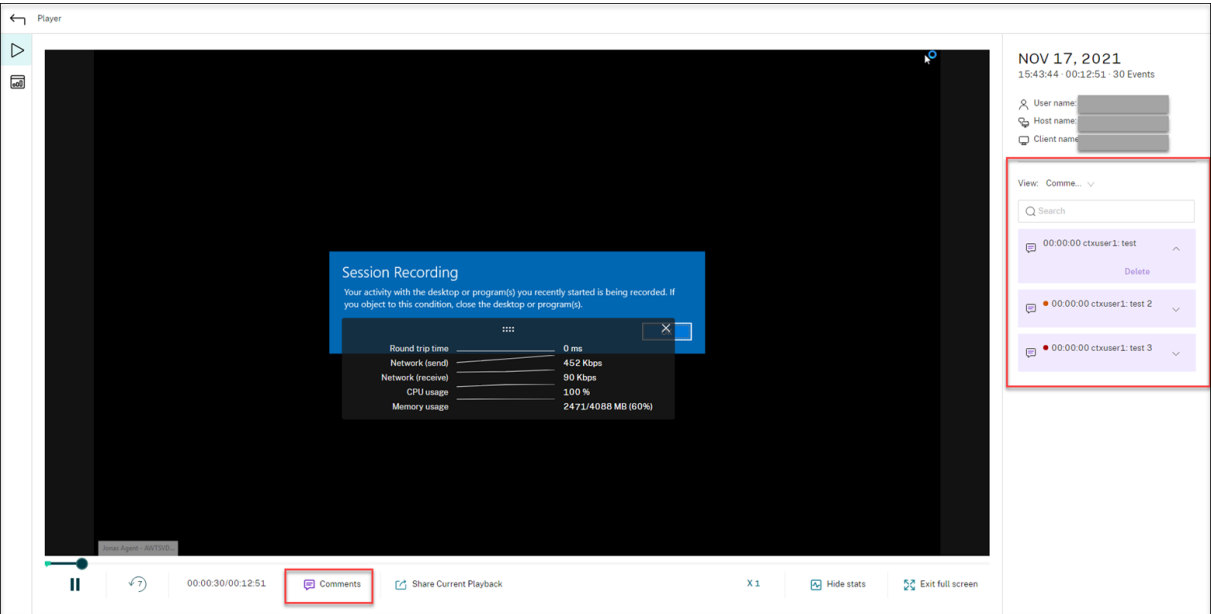 Player
NOV 17, 2021
15:43:44 · 00:12:51 · 30 Events
User name:
Host name:
Client name
View: Comme...
Search
00:00:00 ctxuser1: test
Delete
00:00:00 ctxuser1: test 2
00:00:00 ctxuser1: test 3
Session Recording
Your activity with the desktop or program(s) you recently started is being recorded. If
you object to this condition, close the desktop or program(s).
Round trip time 0 ms
Network (send) 452 Kbps
Network (receive) 90 Kbps
CPU usage 100 %
Memory usage 2471/4088 MB (60%)
Jonas Agent - AWTSVD...
7
00:00:30/00:12:51
Comments
Share Current Playback
X 1
Hide stats
Exit full screen